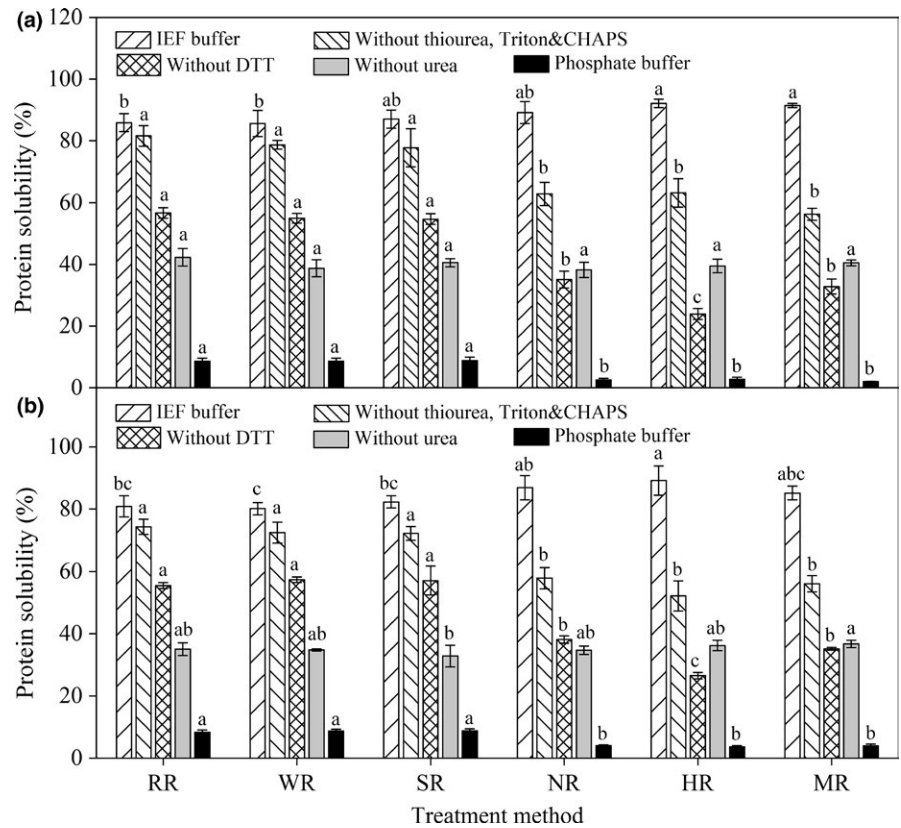 (a)
120
IEF buffer
Without thiourea, Triton&CHAPS
Without DTT
Without urea
Phosphate buffer
100
80
60
40
20
0
Protein solubility (%)
b a a a a
b a a a a
ab a a a a
ab b b a b
a b c a b
a b b a b
(b)
IEF buffer
Without thiourea, Triton&CHAPS
Without DTT
Without urea
Phosphate buffer
100
80
60
40
20
0
Protein solubility (%)
bc a a ab a
c a a ab a
bc a a b a
ab b b ab b
a b c ab b
abc b b a b
RR WR SR NR HR MR
Treatment method